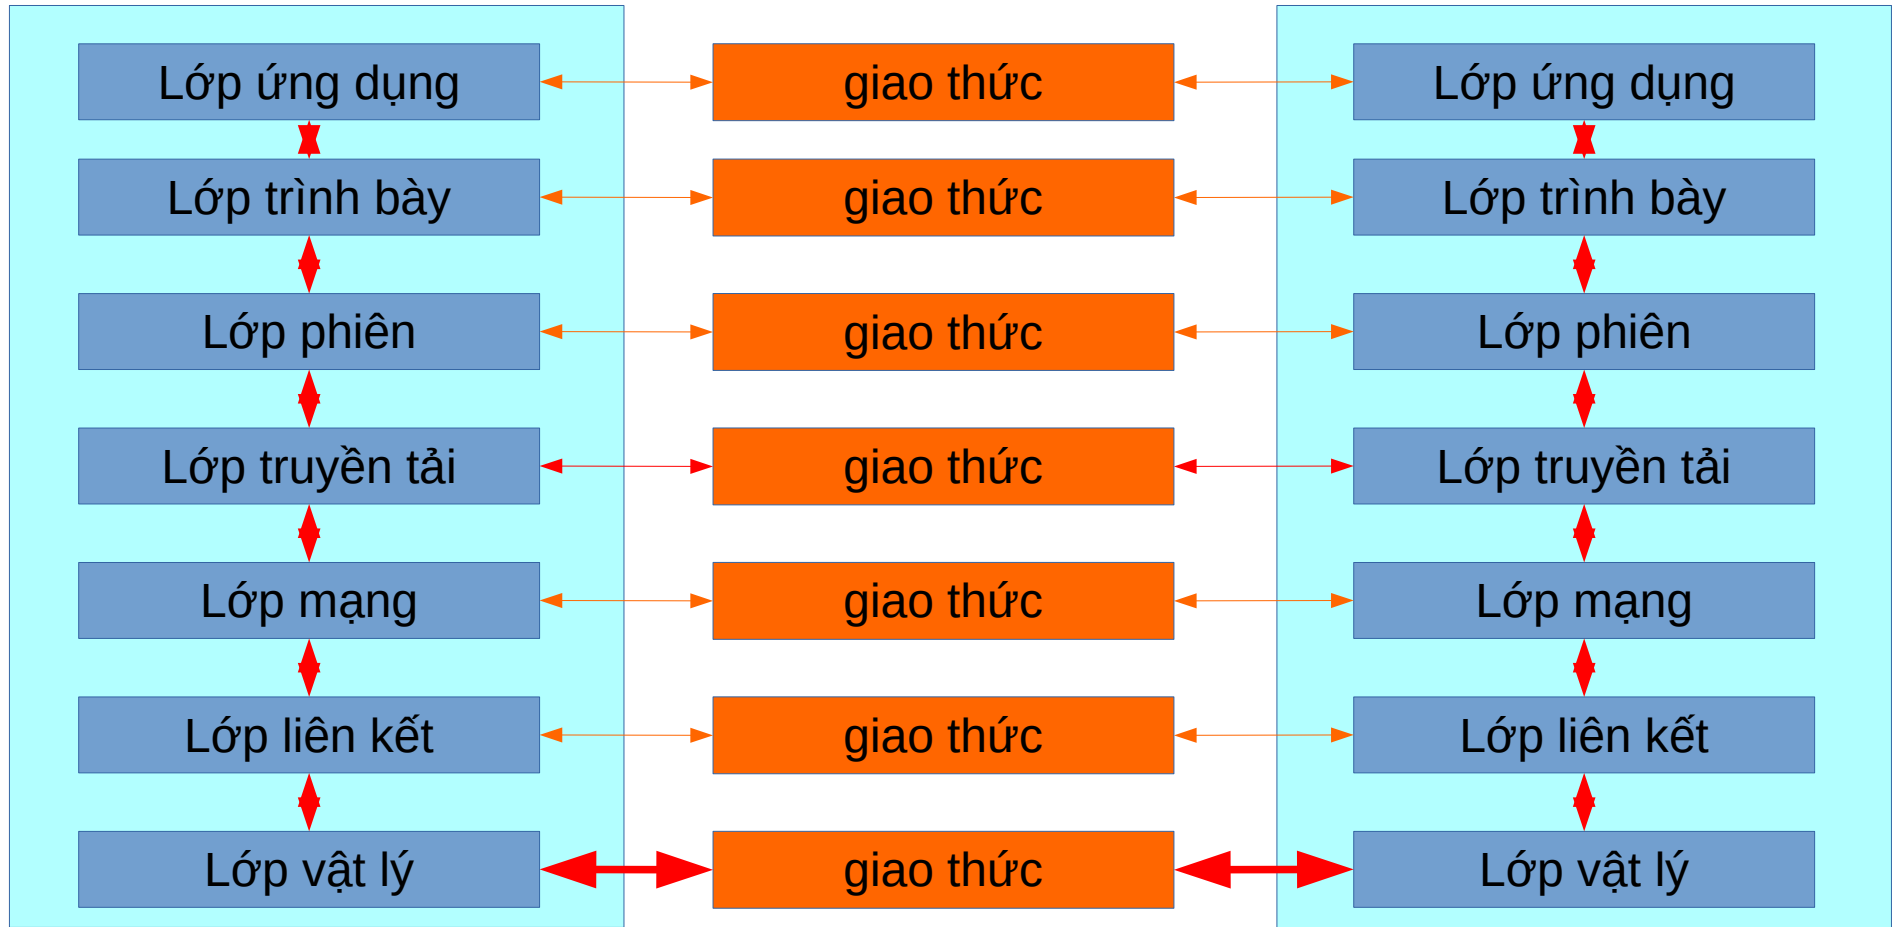 Lớp ứng dụng giao thức Lớp ứng dụng
Lớp trình bày giao thức Lớp trình bày
Lớp phiên giao thức Lớp phiên
Lớp truyền tải giao thức Lớp truyền tải
Lớp mạng giao thức Lớp mạng
Lớp liên kết giao thức Lớp liên kết
Lớp vật lý giao thức Lớp vật lý